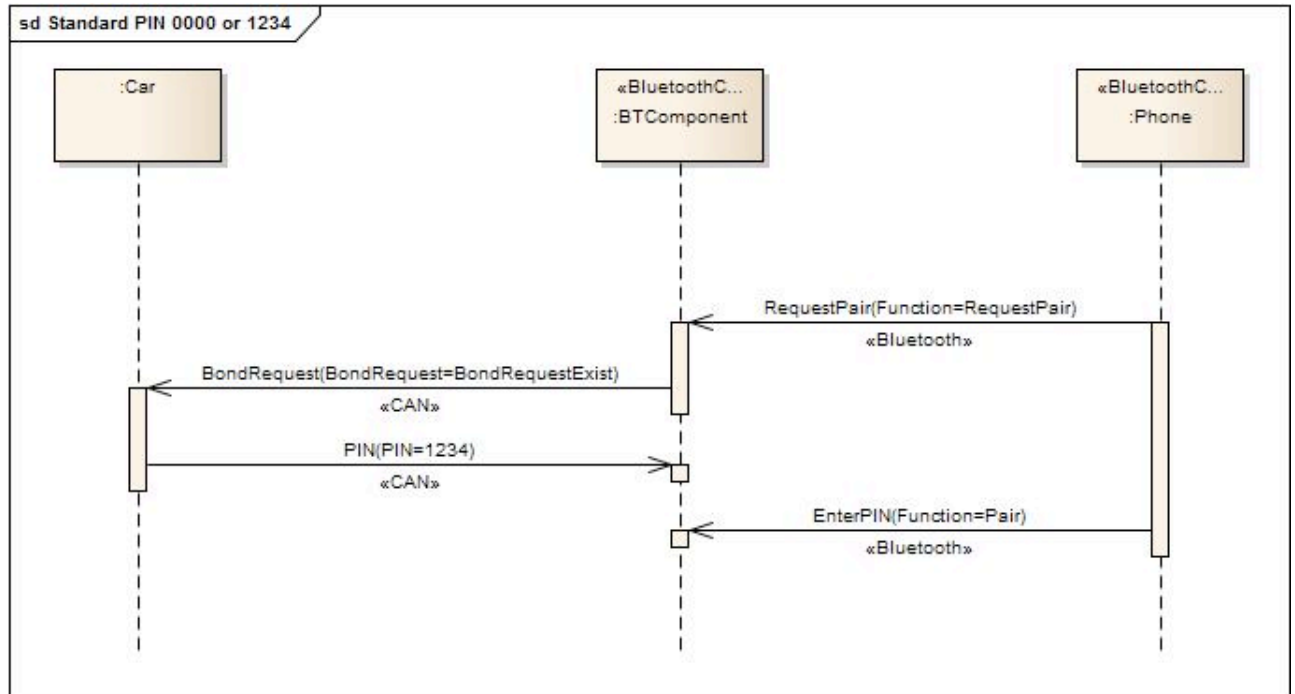 sd Standard PIN 0000 or 1234
:Car
«BluetoothC...
:BTComponent
«BluetoothC...
:Phone
RequestPair(Function=RequestPair)
«Bluetooth»
BondRequest(BondRequest=BondRequestExist)
«CAN»
PIN(PIN=1234)
«CAN»
EnterPIN(Function=Pair)
«Bluetooth»